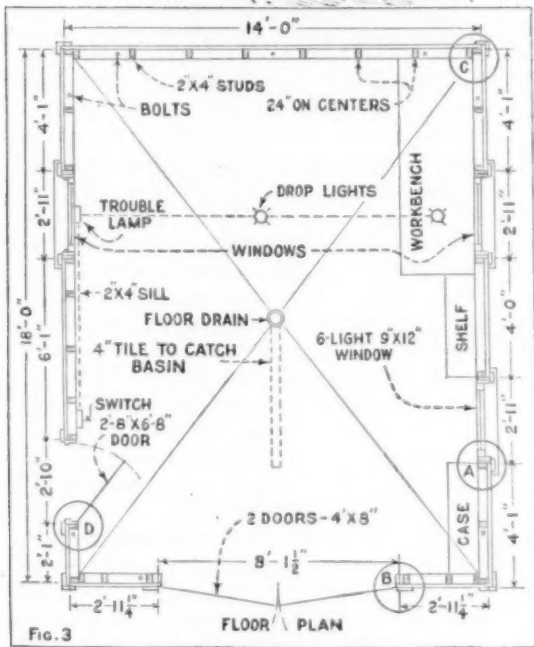 14'-0"
2"X4" STUDS
BOLTS
24" ON CENTERS
C
4'-1"
4'-1"
TROUBLE
LAMP
DROP LIGHTS
WORKBENCH
2'-11"
2'-11"
WINDOWS
18'-0"
2"X4" SILL
FLOOR DRAIN
SHELF
4'-0"
6'-1"
4" TILE TO CATCH
BASIN
6-LIGHT 9"X12"
WINDOW
SWITCH
2'-8"X6'-8"
DOOR
2'-11"
2'-10"
A
D
2 DOORS-4'X8"
CASE
4'-1"
2'-1"
8'-1½"
B
2'-11¼"
2'-11¼"
FLOOR PLAN
FIG. 3